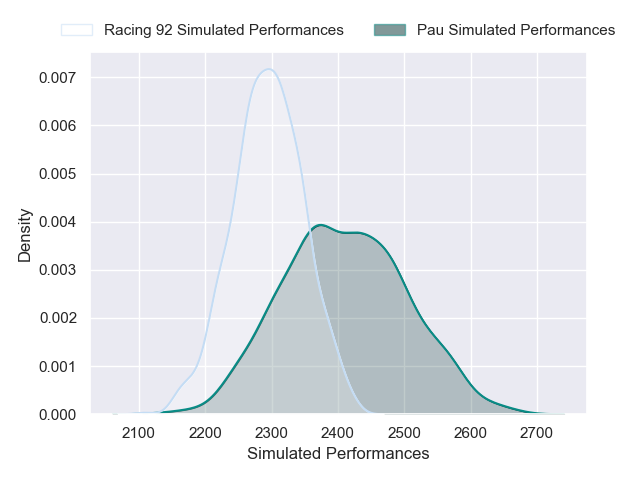 Racing 92 Simulated Performances Pau Simulated Performances
0.007
0.006
0.005
0.004
0.003
0.002
0.001
0.000
Density
2100 2200 2300 2400 2500 2600 2700
Simulated Performances